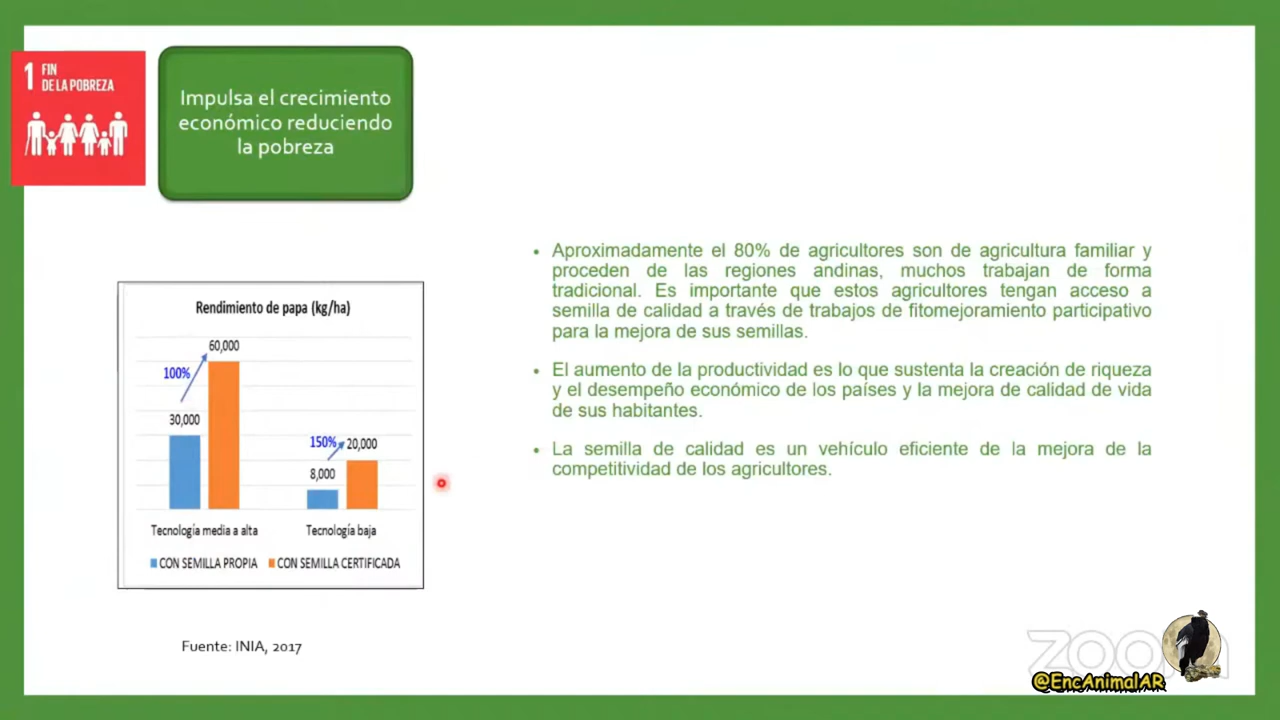 1 FIN
DE LA POBREZA
Impulsa el crecimiento
económico reduciendo
la pobreza
Rendimiento de papa (kg/ha)
60,000
100%
30,000
150%
20,000
8,000
Tecnología media a alta
Tecnología baja
CON SEMILLA PROPIA
CON SEMILLA CERTIFICADA
Fuente: INIA, 2017
• Aproximadamente el 80% de agricultores son de agricultura familiar y
proceden de las regiones andinas, muchos trabajan de forma
tradicional. Es importante que estos agricultores tengan acceso a
semilla de calidad a través de trabajos de fitomejoramiento participativo
para la mejora de sus semillas.
• El aumento de la productividad es lo que sustenta la creación de riqueza
y el desempeño económico de los países y la mejora de calidad de vida
de sus habitantes.
• La semilla de calidad es un vehículo eficiente de la mejora de la
competitividad de los agricultores.
zoom
@EncAnimalAR